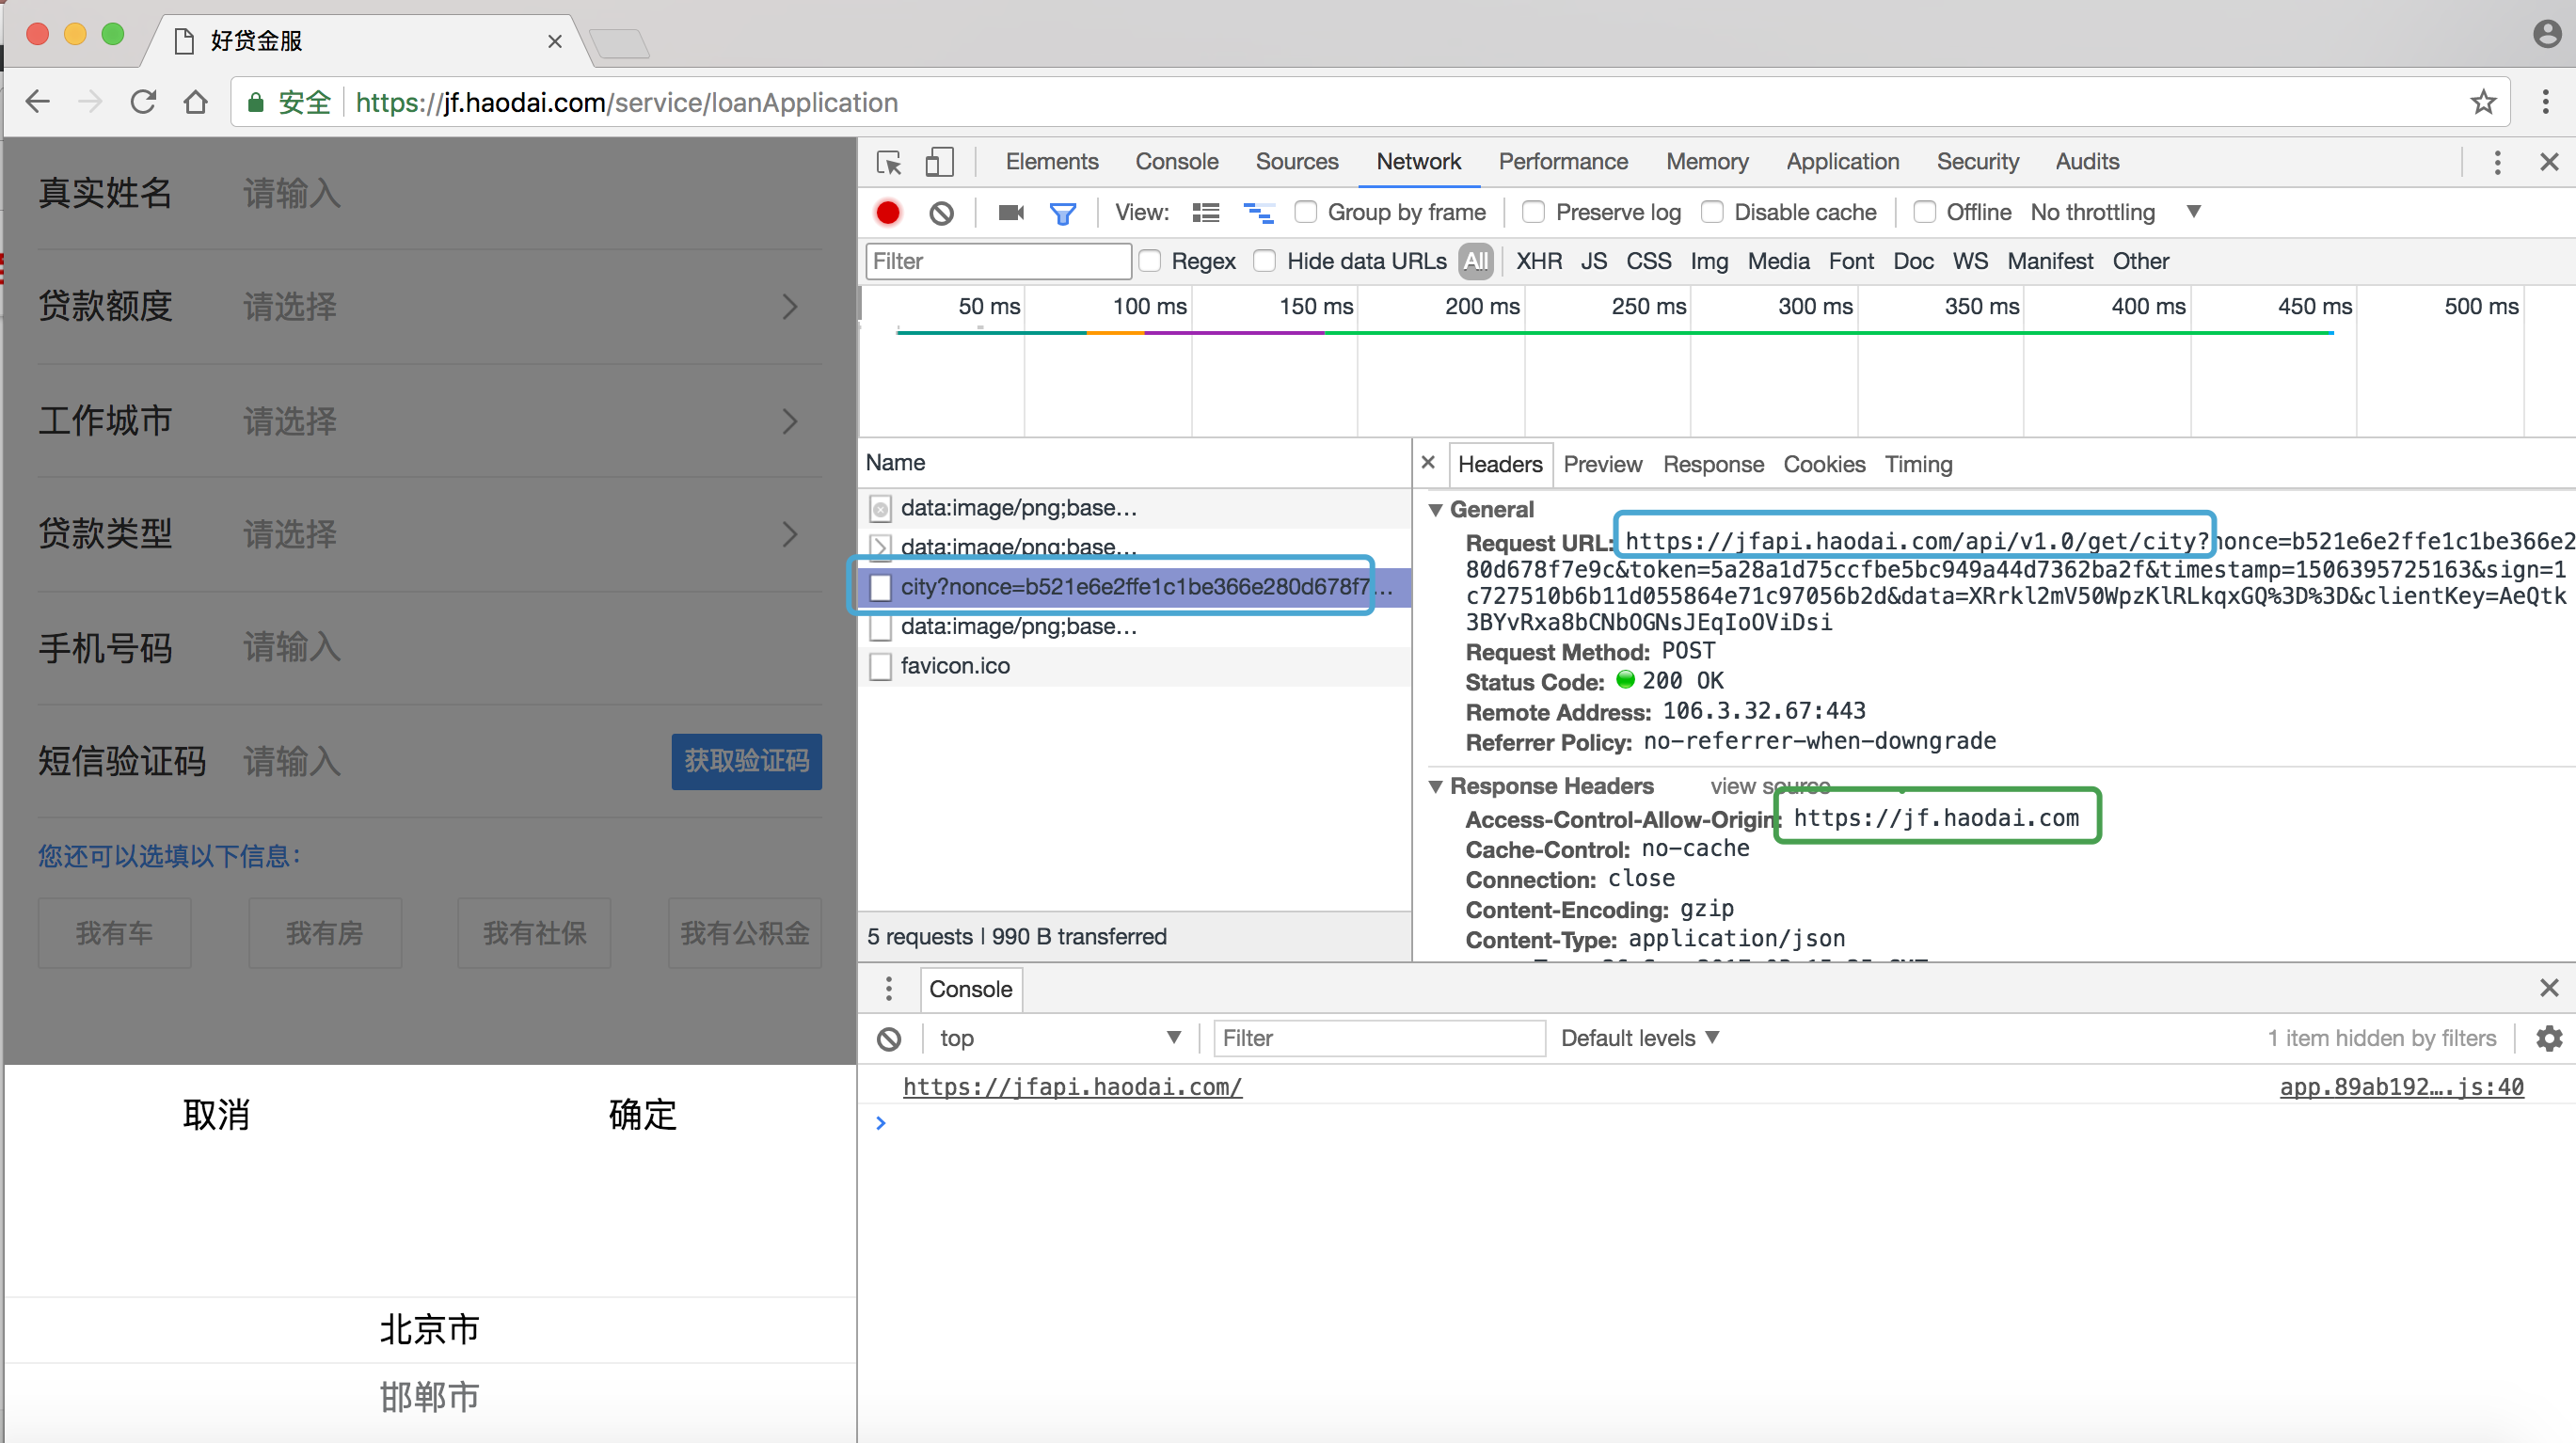 好贷金服
安全 https://jf.haodai.com/service/loanApplication
真实姓名 请输入
贷款额度 请选择
工作城市 请选择
贷款类型 请选择
手机号码 请输入
短信验证码 请输入 获取验证码
您还可以选填以下信息：
我有车 我有房 我有社保 我有公积金
取消 确定
北京市
邯郸市
Elements Console Sources Network Performance Memory Application Security Audits
View: Group by frame Preserve log Disable cache Offline No throttling
Filter Regex Hide data URLs All XHR JS CSS Img Media Font Doc WS Manifest Other
50 ms 100 ms 150 ms 200 ms 250 ms 300 ms 350 ms 400 ms 450 ms 500 ms
Name
data:image/png;base…
data:image/png;base…
city?nonce=b521e6e2ffe1c1be366e280d678f7…
data:image/png;base…
favicon.ico
5 requests | 990 B transferred
Headers Preview Response Cookies Timing
General
Request URL: https://jfapi.haodai.com/api/v1.0/get/city?nonce=b521e6e2ffe1c1be366e2
80d678f7e9c&token=5a28a1d75ccfbe5bc949a44d7362ba2f&timestamp=1506395725163&sign=1
c727510b6b11d055864e71c97056b2d&data=XRrkl2mV50WpzKlRLkqxGQ%3D%3D&clientKey=AeQtk
3BYvRxa8bCNbOGNsJEqIoOViDsi
Request Method: POST
Status Code: 200 OK
Remote Address: 106.3.32.67:443
Referrer Policy: no-referrer-when-downgrade
Response Headers view source
Access-Control-Allow-Origin: https://jf.haodai.com
Cache-Control: no-cache
Connection: close
Content-Encoding: gzip
Content-Type: application/json
Console
top Filter Default levels 1 item hidden by filters
https://jfapi.haodai.com/ app.89ab192….js:40